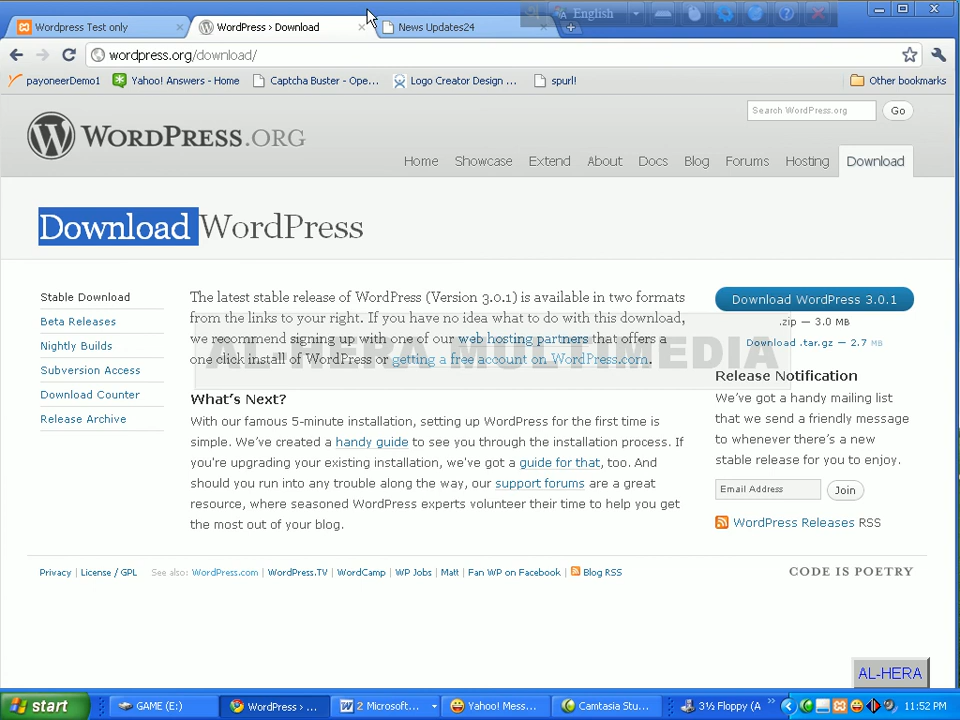 Wordpress Test only
WordPress › Download
News Updates24
English
wordpress.org/download/
payoneerDemo1
Yahoo! Answers - Home
Captcha Buster - Ope...
Logo Creator Design ...
spurl!
Other bookmarks
WORDPRESS.ORG
Search WordPress.org
Go
Home
Showcase
Extend
About
Docs
Blog
Forums
Hosting
Download
Download WordPress
Stable Download
Beta Releases
Nightly Builds
Subversion Access
Download Counter
Release Archive
The latest stable release of WordPress (Version 3.0.1) is available in two formats
from the links to your right. If you have no idea what to do with this download,
we recommend signing up with one of our web hosting partners that offers a
one click install of WordPress or getting a free account on WordPress.com.
AL-HERA MULTIMEDIA
What's Next?
With our famous 5-minute installation, setting up WordPress for the first time is
simple. We've created a handy guide to see you through the installation process. If
you're upgrading your existing installation, we've got a guide for that, too. And
should you run into any trouble along the way, our support forums are a great
resource, where seasoned WordPress experts volunteer their time to help you get
the most out of your blog.
Download WordPress 3.0.1
.zip — 3.0 MB
Download .tar.gz — 2.7 MB
Release Notification
We've got a handy mailing list
that we send a friendly message
to whenever there's a new
stable release for you to enjoy.
Email Address
Join
WordPress Releases RSS
Privacy | License / GPL
See also: WordPress.com | WordPress.TV | WordCamp | WP Jobs | Matt | Fan WP on Facebook | Blog RSS
CODE IS POETRY
AL-HERA
start
GAME (E:)
WordPress › ...
2 Microsoft...
Yahoo! Mess...
Camtasia Stu...
3½ Floppy (A
11:52 PM